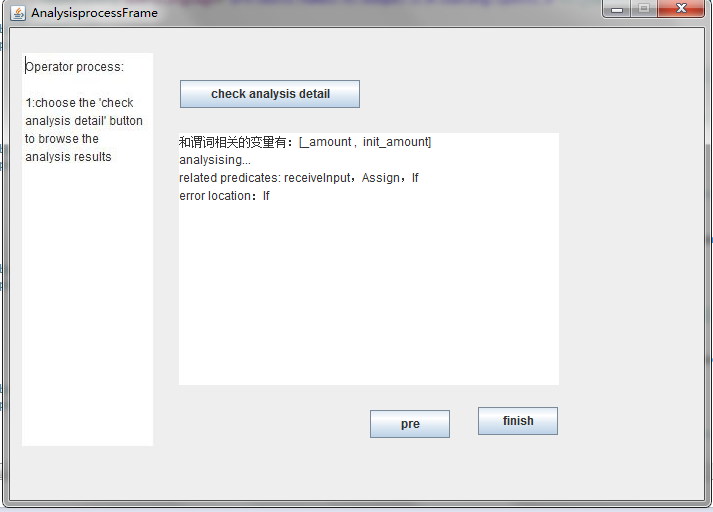 AnalysisprocessFrame
Operator process:
1:choose the 'check
analysis detail' button
to browse the
analysis results
check analysis detail
和谓词相关的变量有：[_amount ,  init_amount]
analysising...
related predicates: receiveInput，Assign，If
error location：If
pre
finish